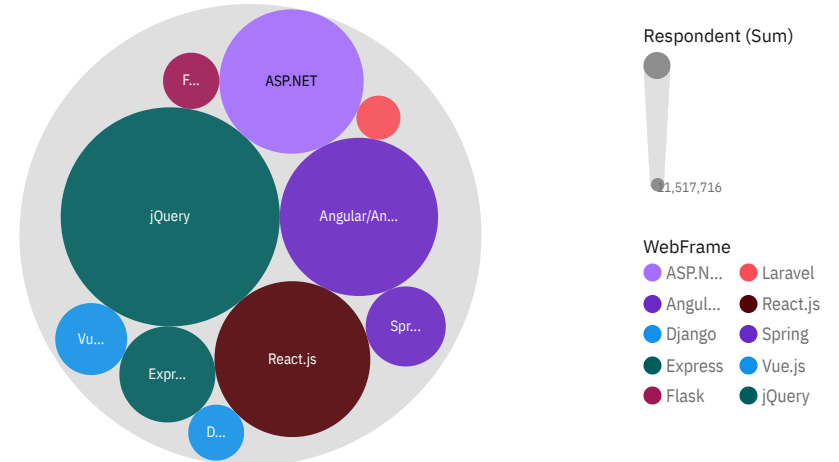 Respondent (Sum)
11,517,716
F...
ASP.NET
jQuery
Angular/An...
Vu...
Spr...
React.js
Expr...
D...
WebFrame
ASP.N...
Laravel
Angul...
React.js
Django
Spring
Express
Vue.js
Flask
jQuery